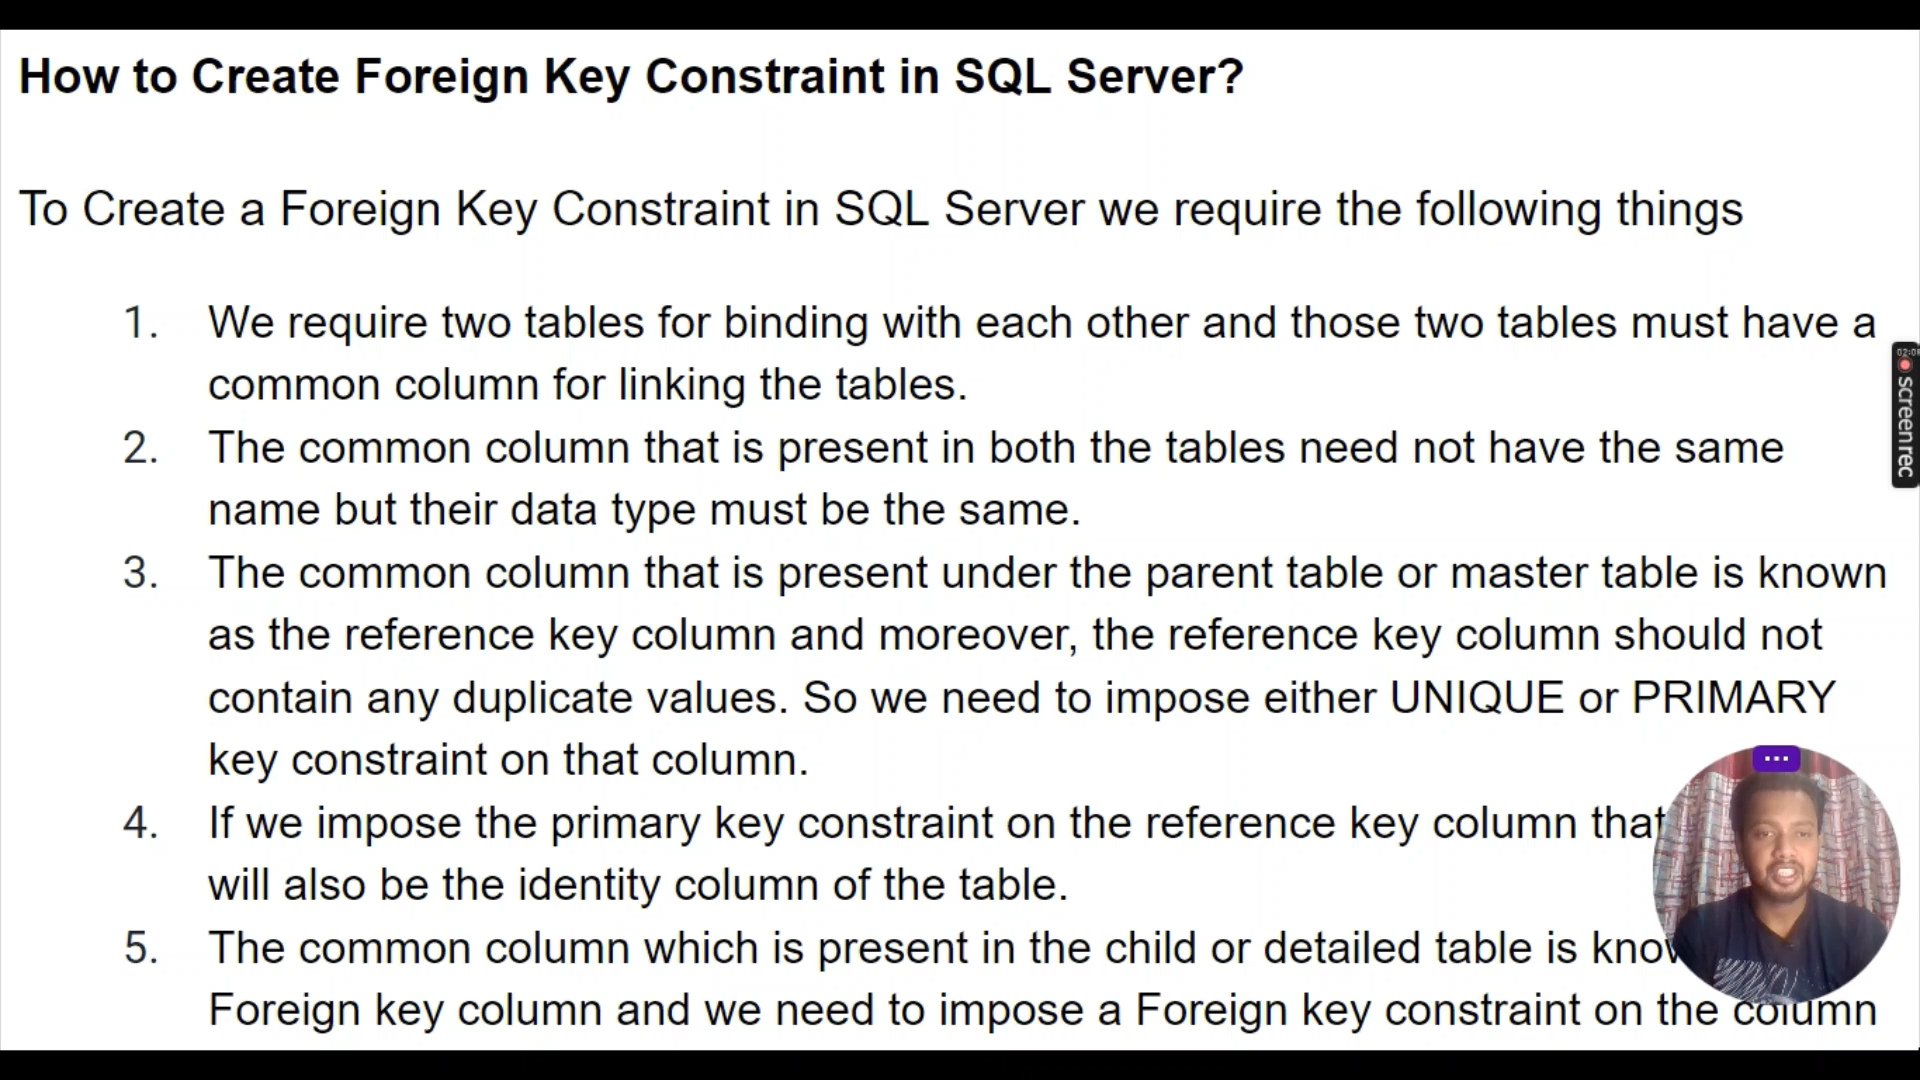 How to Create Foreign Key Constraint in SQL Server?
To Create a Foreign Key Constraint in SQL Server we require the following things
1. We require two tables for binding with each other and those two tables must have a
common column for linking the tables.
2. The common column that is present in both the tables need not have the same
name but their data type must be the same.
3. The common column that is present under the parent table or master table is known
as the reference key column and moreover, the reference key column should not
contain any duplicate values. So we need to impose either UNIQUE or PRIMARY
key constraint on that column.
4. If we impose the primary key constraint on the reference key column that
will also be the identity column of the table.
5. The common column which is present in the child or detailed table is
Foreign key column and we need to impose a Foreign key constraint on the column
screenrec